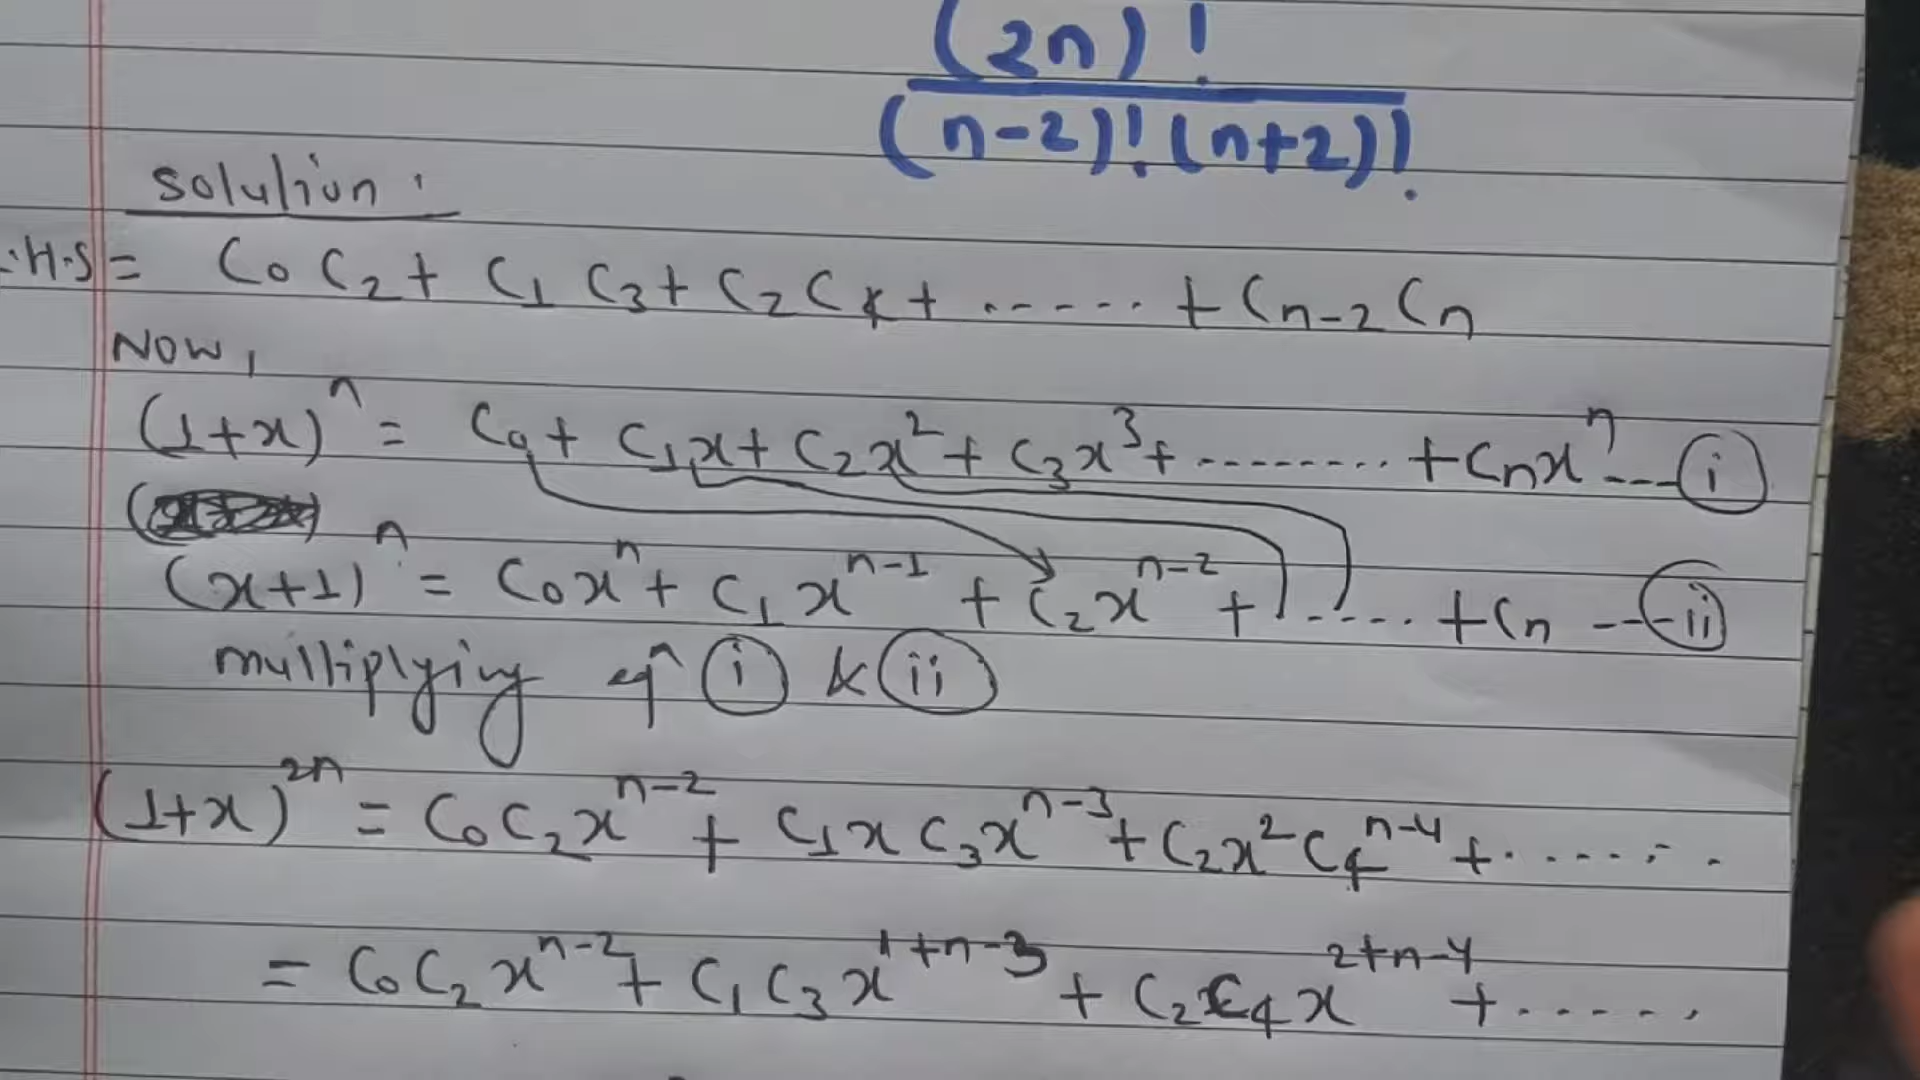 (2n)!
(n-2)!(n+2)!
solution:
.H.S = C₀C₂ + C₁C₃ + C₂C₄ + ...... + Cₙ₋₂Cₙ
Now,
(1+x)ⁿ = C₀ + C₁x + C₂x² + C₃x³ + ........ + Cₙxⁿ --- (i)
(x+1)ⁿ = C₀xⁿ + C₁xⁿ⁻¹ + C₂xⁿ⁻² + ..... + Cₙ --- (ii)
multiplying eqⁿ (i) & (ii)
(1+x)²ⁿ = C₀C₂xⁿ⁻² + C₁xC₃xⁿ⁻³ + C₂x²C₄ⁿ⁻⁴ + .......
= C₀C₂xⁿ⁻² + C₁C₃x¹⁺ⁿ⁻³ + C₂C₄x²⁺ⁿ⁻⁴ + ......